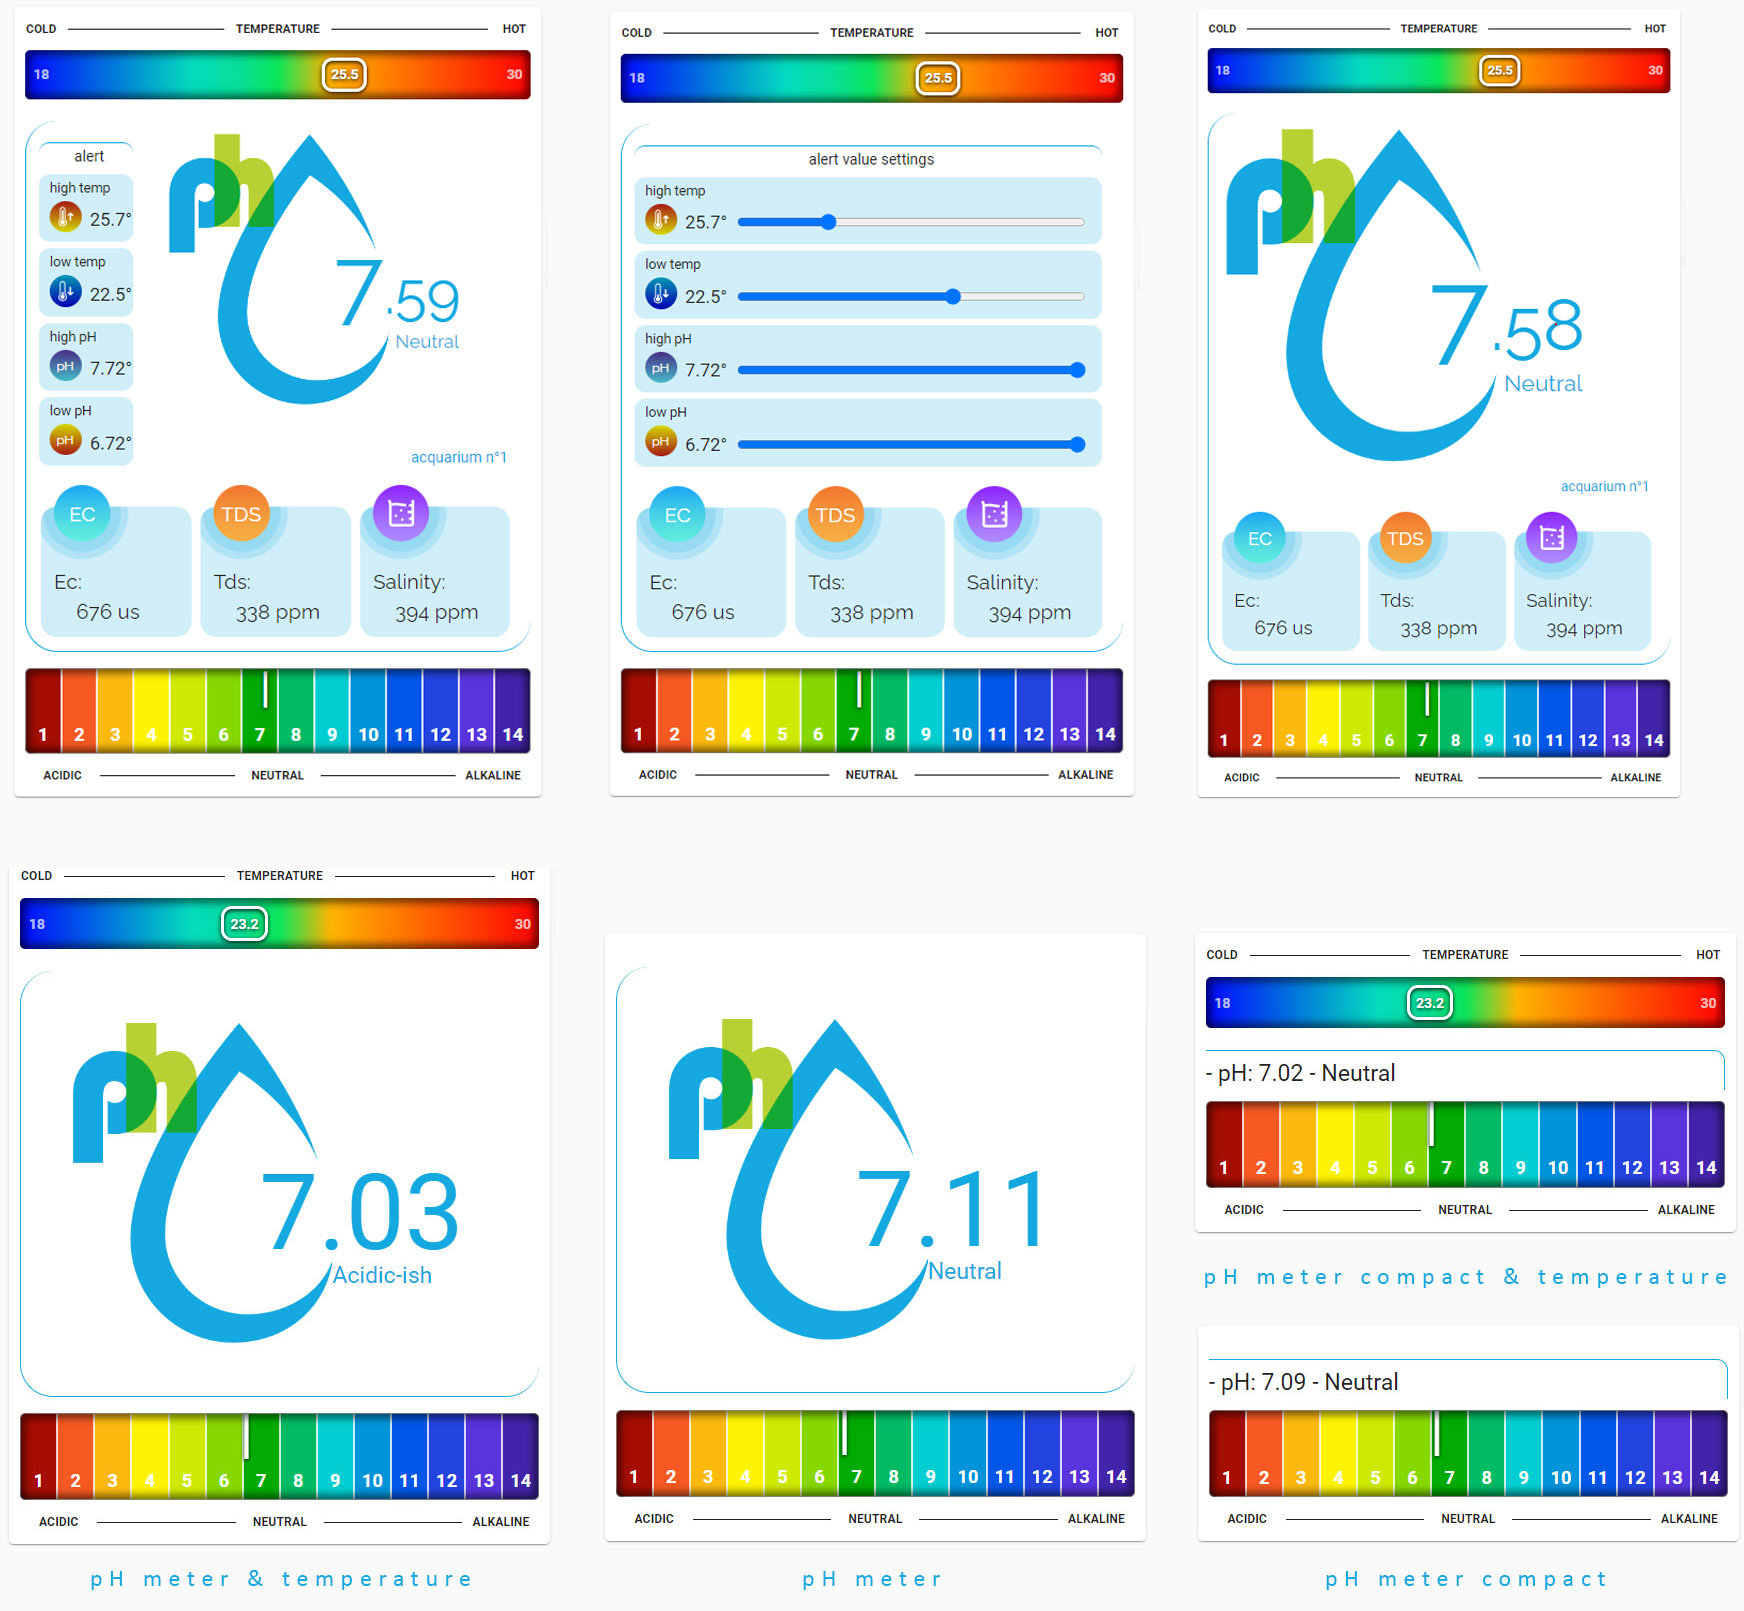 COLD TEMPERATURE HOT
18 25.5 30
alert
high temp
25.7°
low temp
22.5°
high pH
pH 7.72°
low pH
pH 6.72°
ph
7.59
Neutral
acquarium n°1
EC TDS
Ec: Tds: Salinity:
676 us 338 ppm 394 ppm
1 2 3 4 5 6 7 8 9 10 11 12 13 14
ACIDIC NEUTRAL ALKALINE
COLD TEMPERATURE HOT
18 25.5 30
alert value settings
high temp
25.7°
low temp
22.5°
high pH
pH 7.72°
low pH
pH 6.72°
EC TDS
Ec: Tds: Salinity:
676 us 338 ppm 394 ppm
1 2 3 4 5 6 7 8 9 10 11 12 13 14
ACIDIC NEUTRAL ALKALINE
COLD TEMPERATURE HOT
18 25.5 30
ph
7.58
Neutral
acquarium n°1
EC TDS
Ec: Tds: Salinity:
676 us 338 ppm 394 ppm
1 2 3 4 5 6 7 8 9 10 11 12 13 14
ACIDIC NEUTRAL ALKALINE
COLD TEMPERATURE HOT
18 23.2 30
ph
7.03
Acidic-ish
1 2 3 4 5 6 7 8 9 10 11 12 13 14
ACIDIC NEUTRAL ALKALINE
pH meter & temperature
ph
7.11
Neutral
1 2 3 4 5 6 7 8 9 10 11 12 13 14
ACIDIC NEUTRAL ALKALINE
pH meter
COLD TEMPERATURE HOT
18 23.2 30
- pH: 7.02 - Neutral
1 2 3 4 5 6 7 8 9 10 11 12 13 14
ACIDIC NEUTRAL ALKALINE
pH meter compact & temperature
- pH: 7.09 - Neutral
1 2 3 4 5 6 7 8 9 10 11 12 13 14
ACIDIC NEUTRAL ALKALINE
pH meter compact